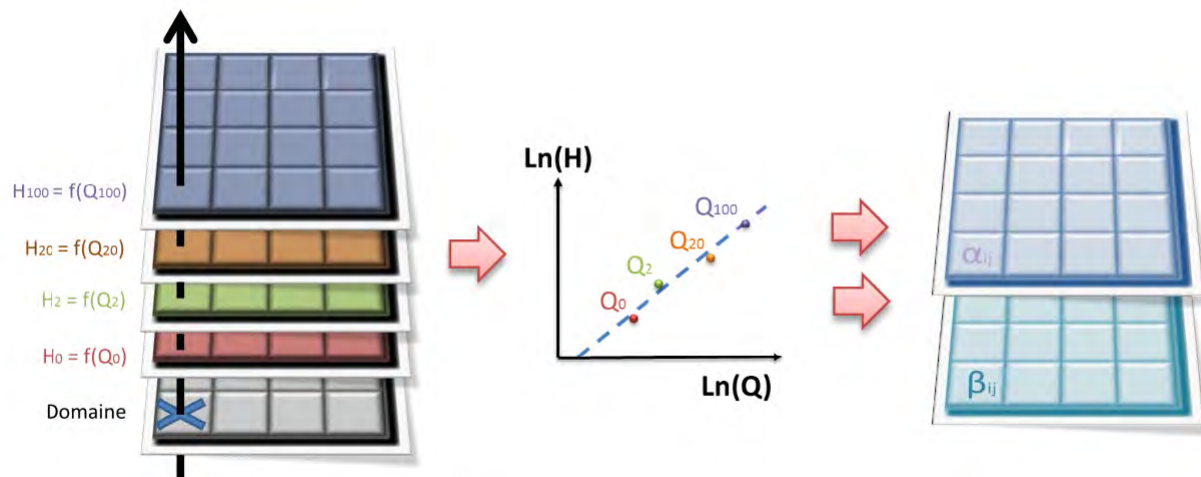 H100 = f(Q100)
H20 = f(Q20)
H2 = f(Q2)
H0 = f(Q0)
Domaine
Ln(H)
Q100
Q20
Q2
Q0
Ln(Q)
αij
βij